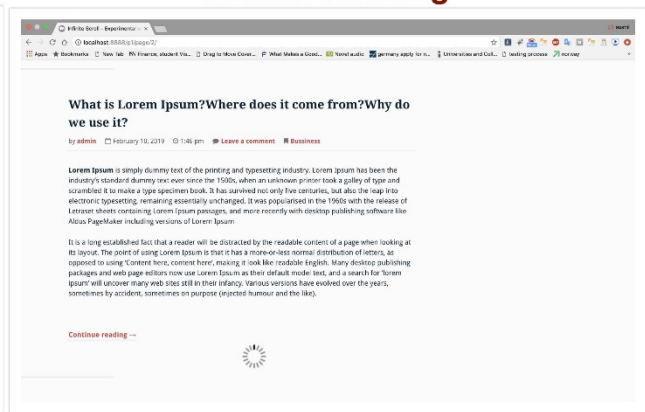 Infinite Scroll – Experimental –
localhost:8888/q1/page/2/
Apps Bookmarks New Tab Finance, student Vis... Drag to Move Cover... What Makes a Good... Novel audio germany apply for n... Universities and Coll... testing process norway
What is Lorem Ipsum?Where does it come from?Why do
we use it?
by admin February 10, 2019 1:46 pm Leave a comment Bussiness
Lorem Ipsum is simply dummy text of the printing and typesetting industry. Lorem Ipsum has been the
industry's standard dummy text ever since the 1500s, when an unknown printer took a galley of type and
scrambled it to make a type specimen book. It has survived not only five centuries, but also the leap into
electronic typesetting, remaining essentially unchanged. It was popularised in the 1960s with the release of
Letraset sheets containing Lorem Ipsum passages, and more recently with desktop publishing software like
Aldus PageMaker including versions of Lorem Ipsum
It is a long established fact that a reader will be distracted by the readable content of a page when looking at
its layout. The point of using Lorem Ipsum is that it has a more-or-less normal distribution of letters, as
opposed to using 'Content here, content here', making it look like readable English. Many desktop publishing
packages and web page editors now use Lorem Ipsum as their default model text, and a search for 'lorem
ipsum' will uncover many web sites still in their infancy. Various versions have evolved over the years,
sometimes by accident, sometimes on purpose (injected humour and the like).
Continue reading →